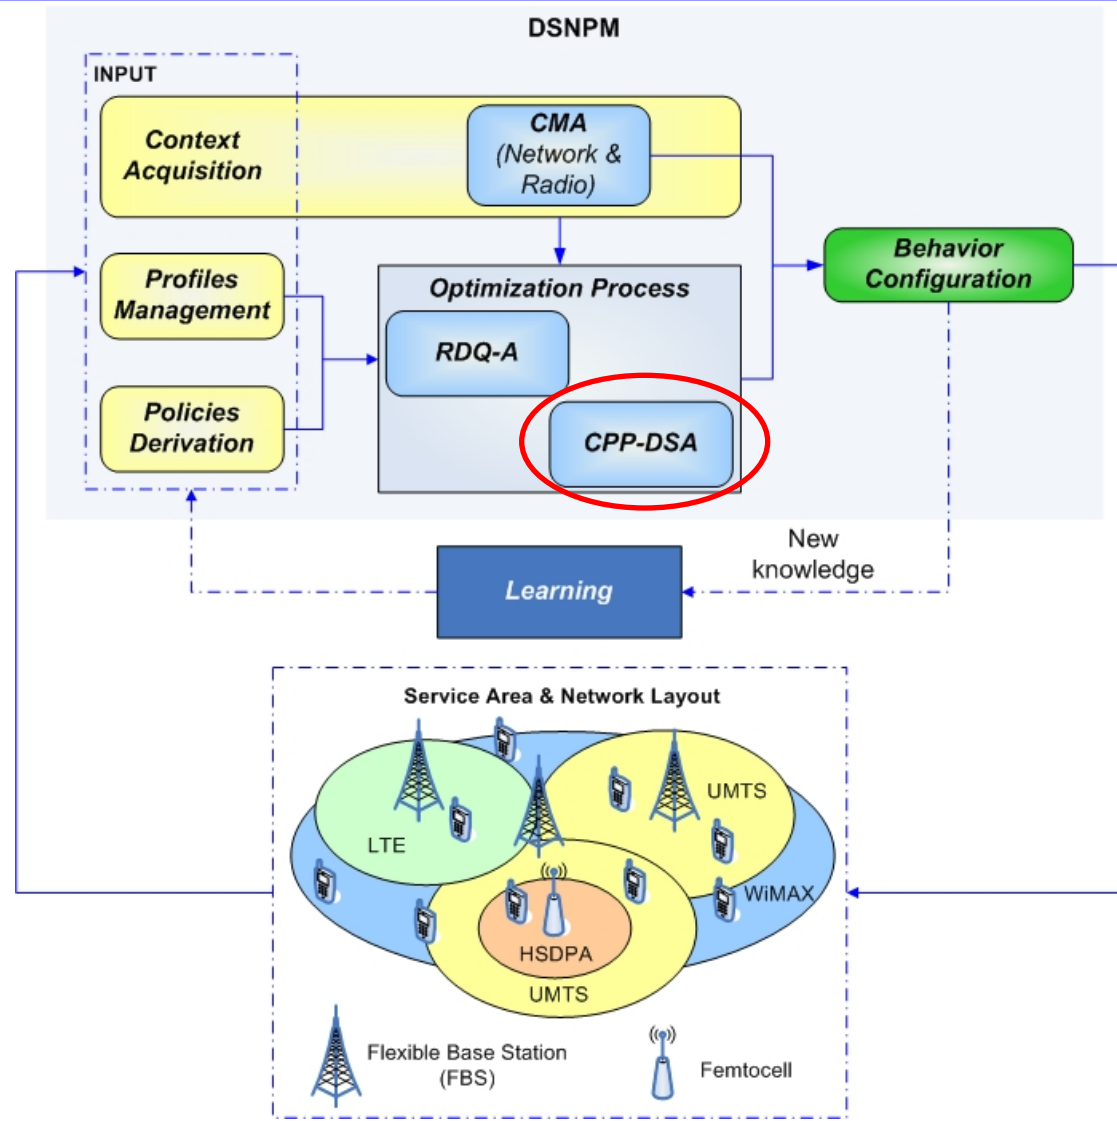 DSNPM
INPUT
Context
Acquisition
CMA
(Network &
Radio)
Profiles
Management
Policies
Derivation
Optimization Process
RDQ-A
CPP-DSA
Behavior
Configuration
New
knowledge
Learning
Service Area & Network Layout
UMTS
LTE
WiMAX
HSDPA
UMTS
Flexible Base Station
(FBS)
Femtocell